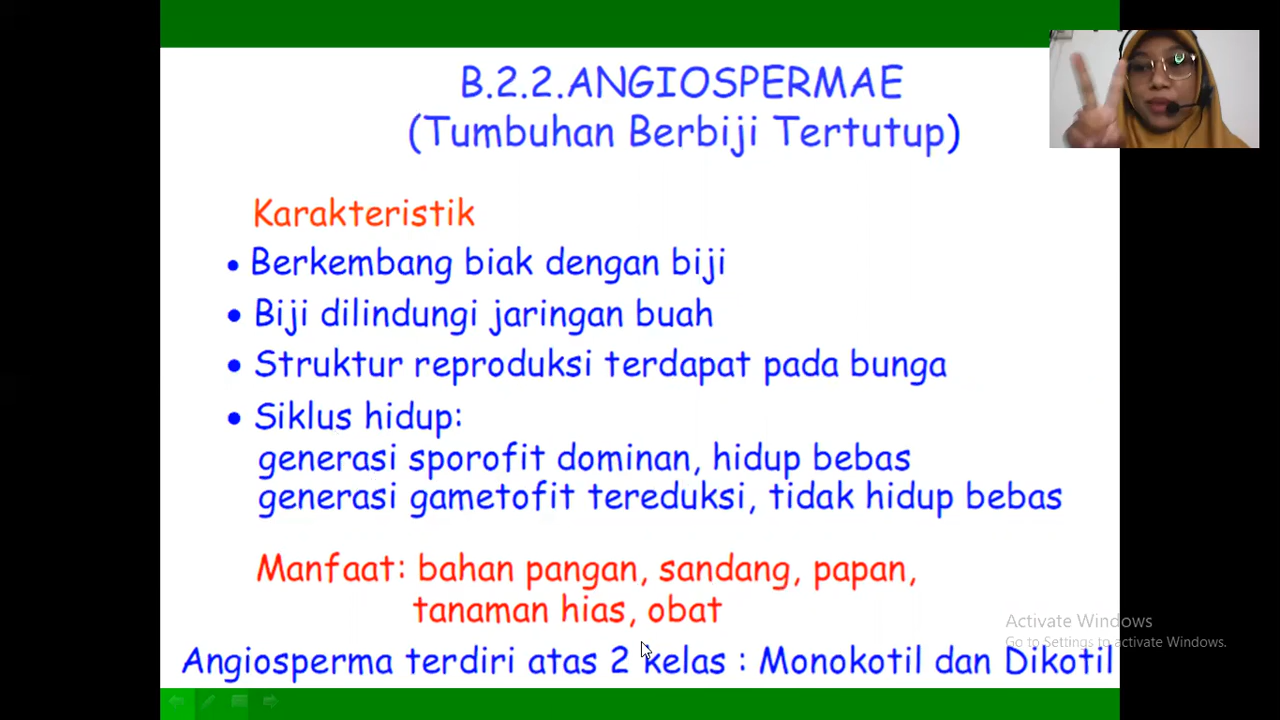 B.2.2.ANGIOSPERMAE
(Tumbuhan Berbiji Tertutup)
Karakteristik
• Berkembang biak dengan biji
• Biji dilindungi jaringan buah
• Struktur reproduksi terdapat pada bunga
• Siklus hidup:
generasi sporofit dominan, hidup bebas
generasi gametofit tereduksi, tidak hidup bebas
Manfaat: bahan pangan, sandang, papan,
tanaman hias, obat
Angiosperma terdiri atas 2 kelas : Monokotil dan Dikotil
Activate Windows
Go to Settings to activate Windows.